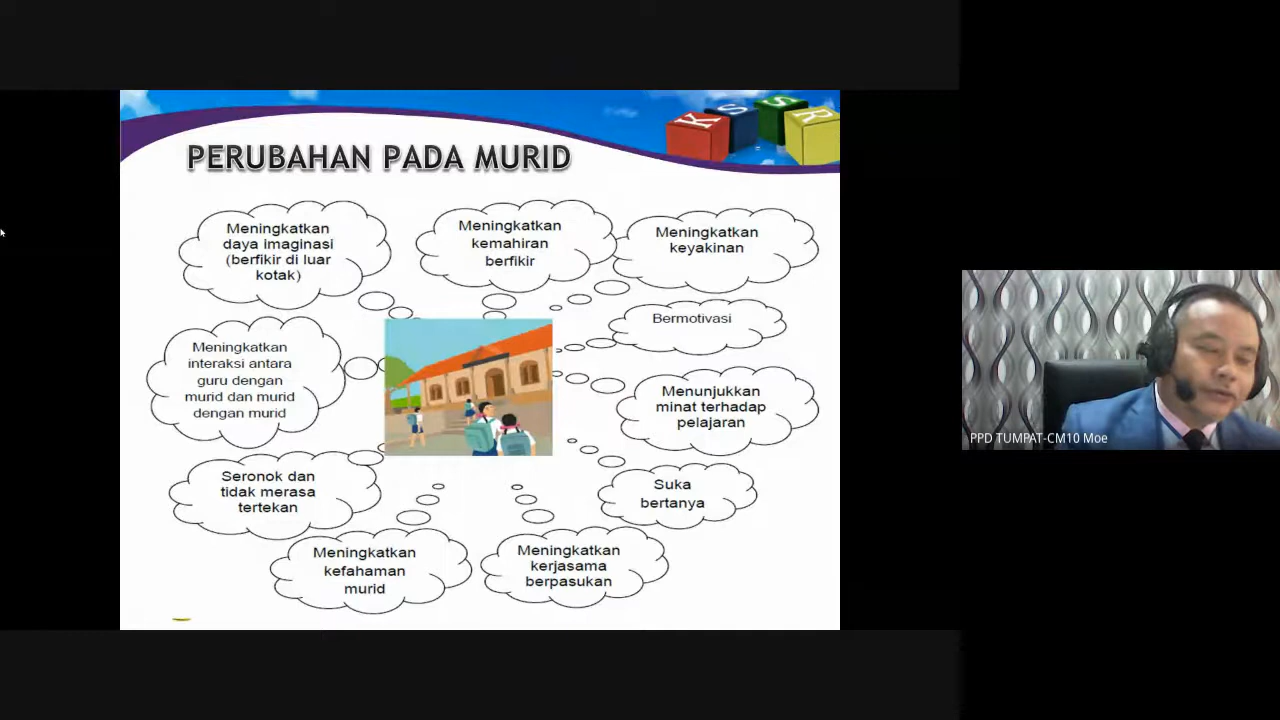 K S S R
PERUBAHAN PADA MURID
Meningkatkan
daya imaginasi
(berfikir di luar
kotak)
Meningkatkan
kemahiran
berfikir
Meningkatkan
keyakinan
Bermotivasi
Meningkatkan
interaksi antara
guru dengan
murid dan murid
dengan murid
Menunjukkan
minat terhadap
pelajaran
Seronok dan
tidak merasa
tertekan
Suka
bertanya
Meningkatkan
kefahaman
murid
Meningkatkan
kerjasama
berpasukan
PPD TUMPAT-CM10 Moe